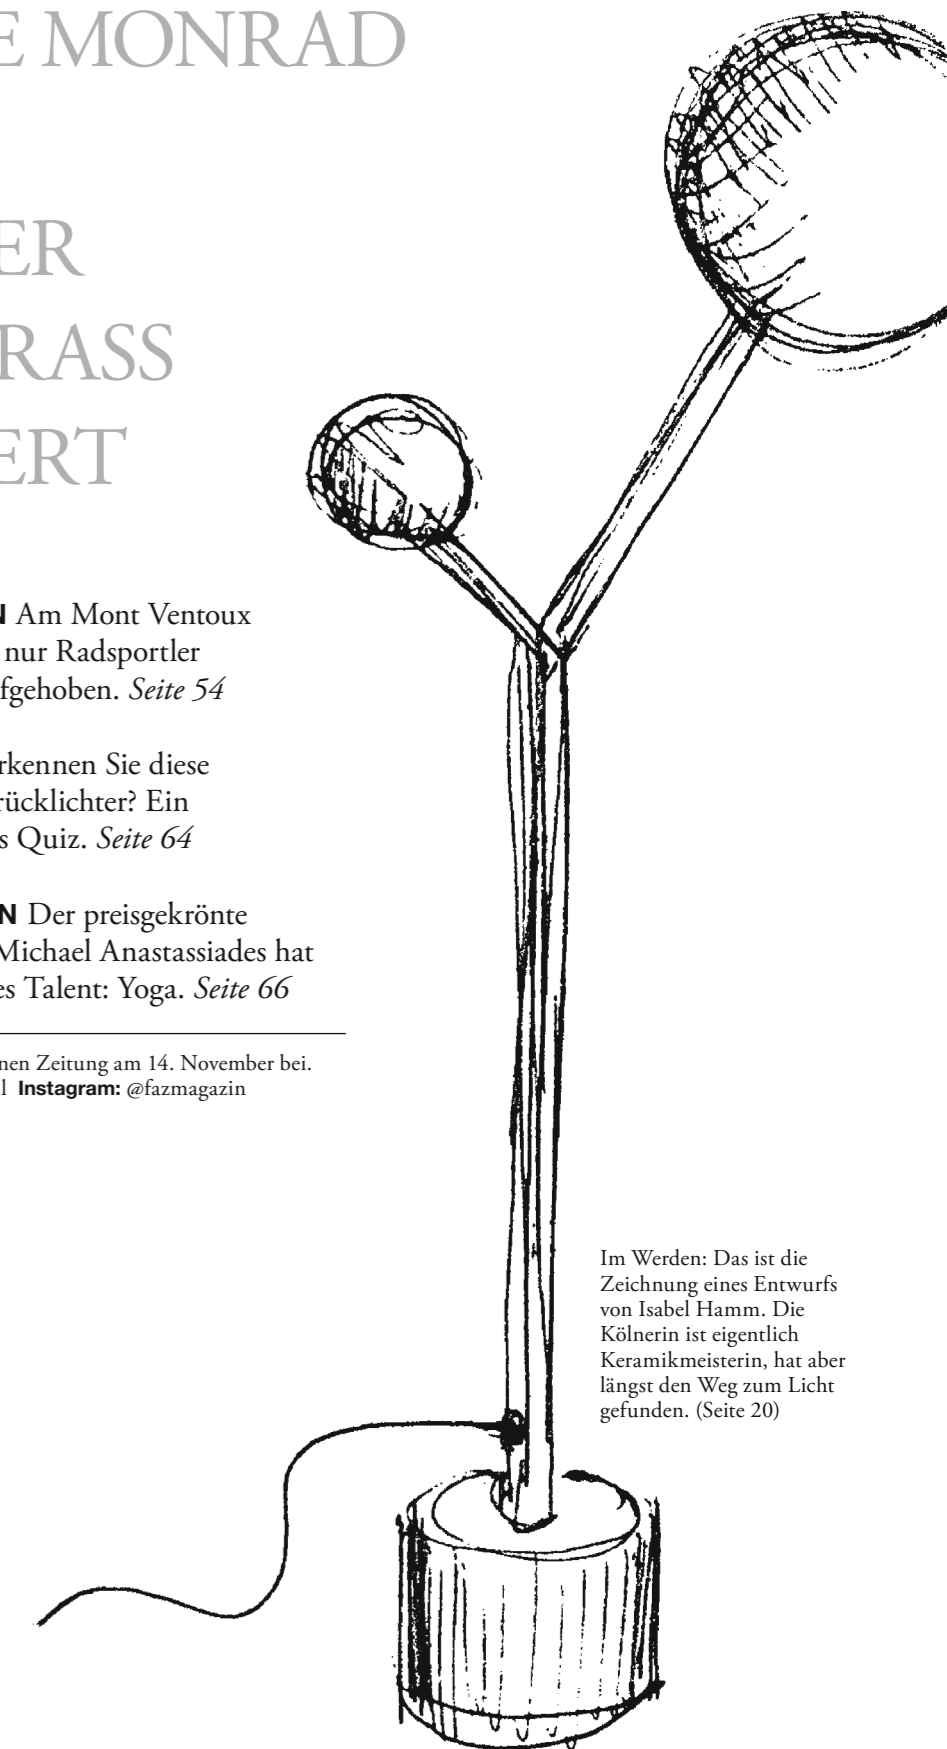 E MONRAD
ER
RASS
ERT
N Am Mont Ventoux
nur Radsportler
fgehoben. Seite 54
rkennen Sie diese
rücklichter? Ein
s Quiz. Seite 64
N Der preisgekrönte
Michael Anastassiades hat
es Talent: Yoga. Seite 66
nen Zeitung am 14. November bei.
l Instagram: @fazmagazin
Im Werden: Das ist die
Zeichnung eines Entwurfs
von Isabel Hamm. Die
Kölnerin ist eigentlich
Keramikmeisterin, hat aber
längst den Weg zum Licht
gefunden. (Seite 20)